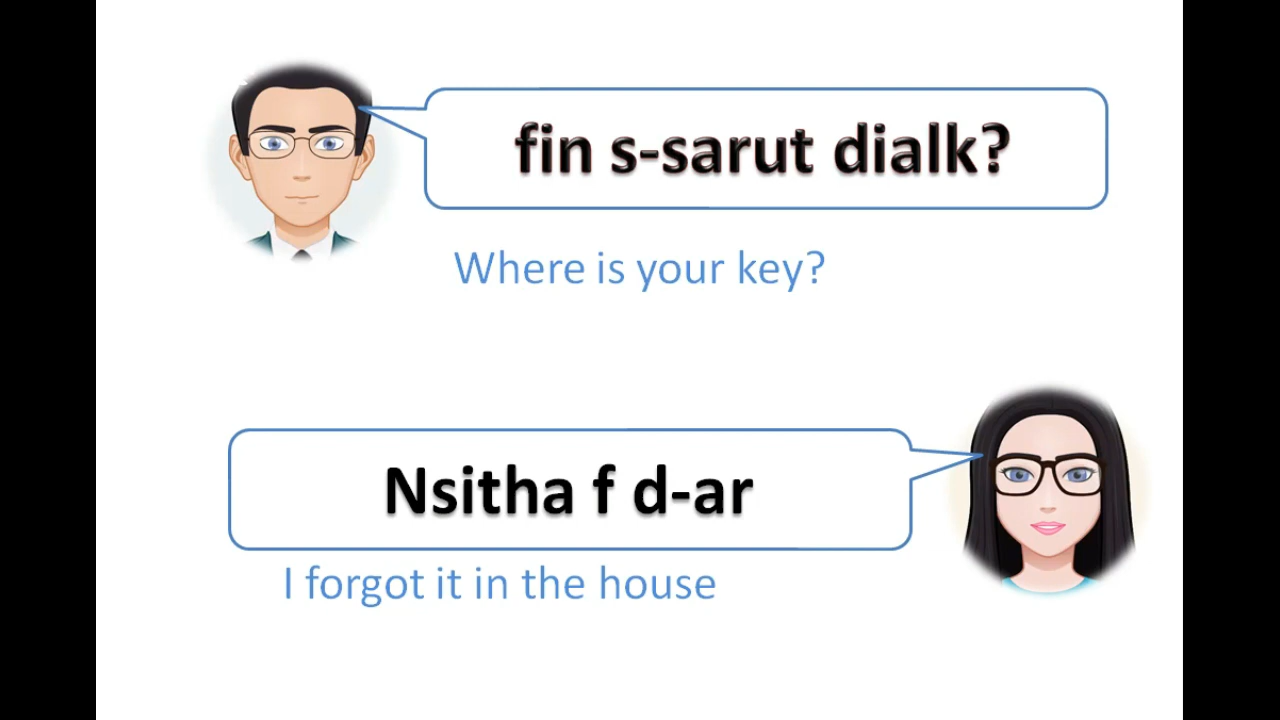 fin s-sarut dialk?
Where is your key?
Nsitha f d-ar
I forgot it in the house